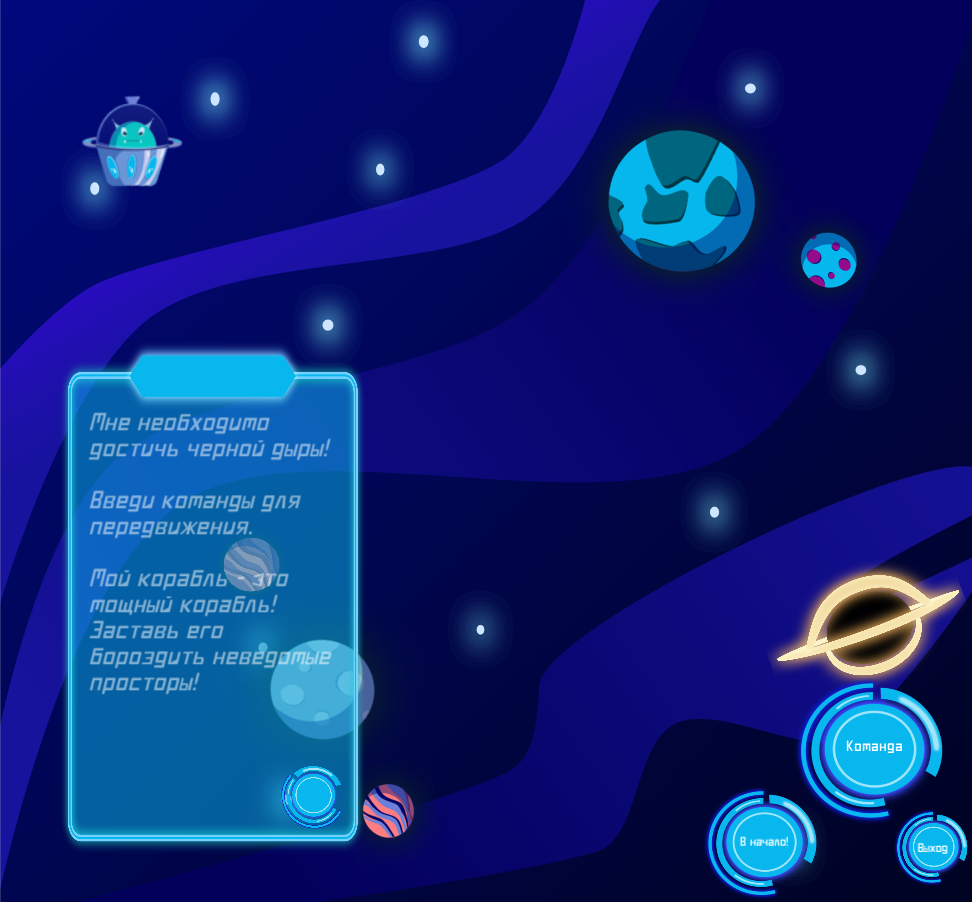 Мне необходимо
достичь черной дыры!
Введи команды для
передвижения.
Мой корабль - это
мощный корабль!
Заставь его
бороздить неведомые
просторы!
Команда
В начало!
Выход